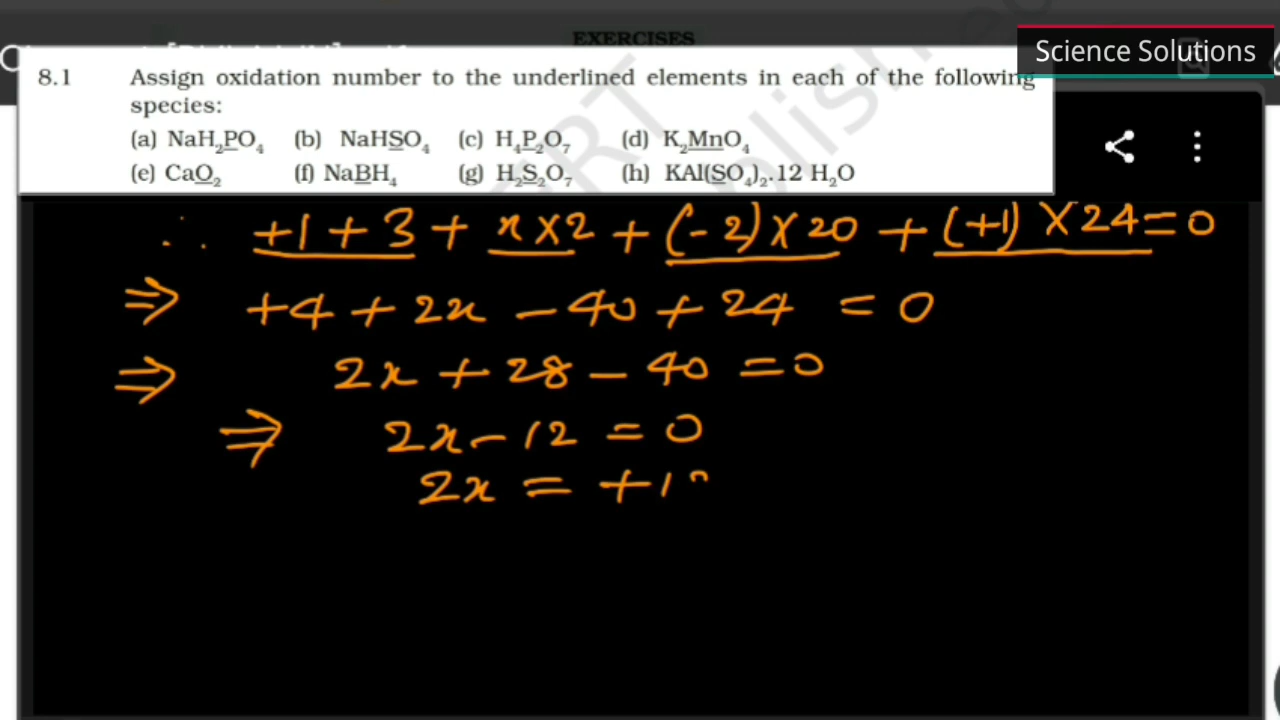 EXERCISES
Science Solutions
8.1 Assign oxidation number to the underlined elements in each of the following
species:
(a) NaH₂PO₄ (b) NaHSO₄ (c) H₄P₂O₇ (d) K₂MnO₄
(e) CaO₂ (f) NaBH₄ (g) H₂S₂O₇ (h) KAl(SO₄)₂.12 H₂O
∴ +1 + 3 + x X 2 + (-2) X 20 + (+1) X 24 = 0
⇒ +4 + 2x - 40 + 24 = 0
⇒ 2x + 28 - 40 = 0
⇒ 2x - 12 = 0
2x = +1